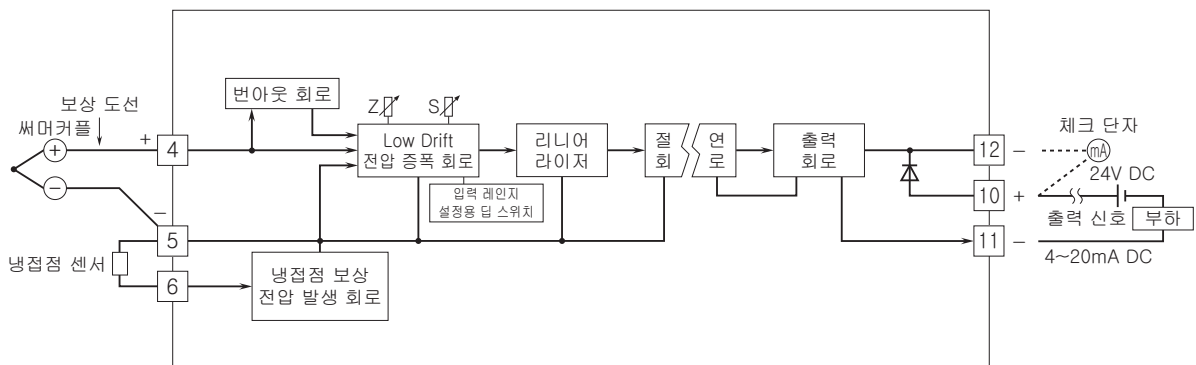 보상 도선
써머커플
+
+
−
−
4
5
6
냉접점 센서
번아웃 회로
Z
S
Low Drift
전압 증폭 회로
입력 레인지
설정용 딥 스위치
냉접점 보상
전압 발생 회로
리니어
라이저
절 연
회 로
출력
회로
12
−
10
+
11
−
체크 단자
mA
24V DC
출력 신호
부하
4~20mA DC